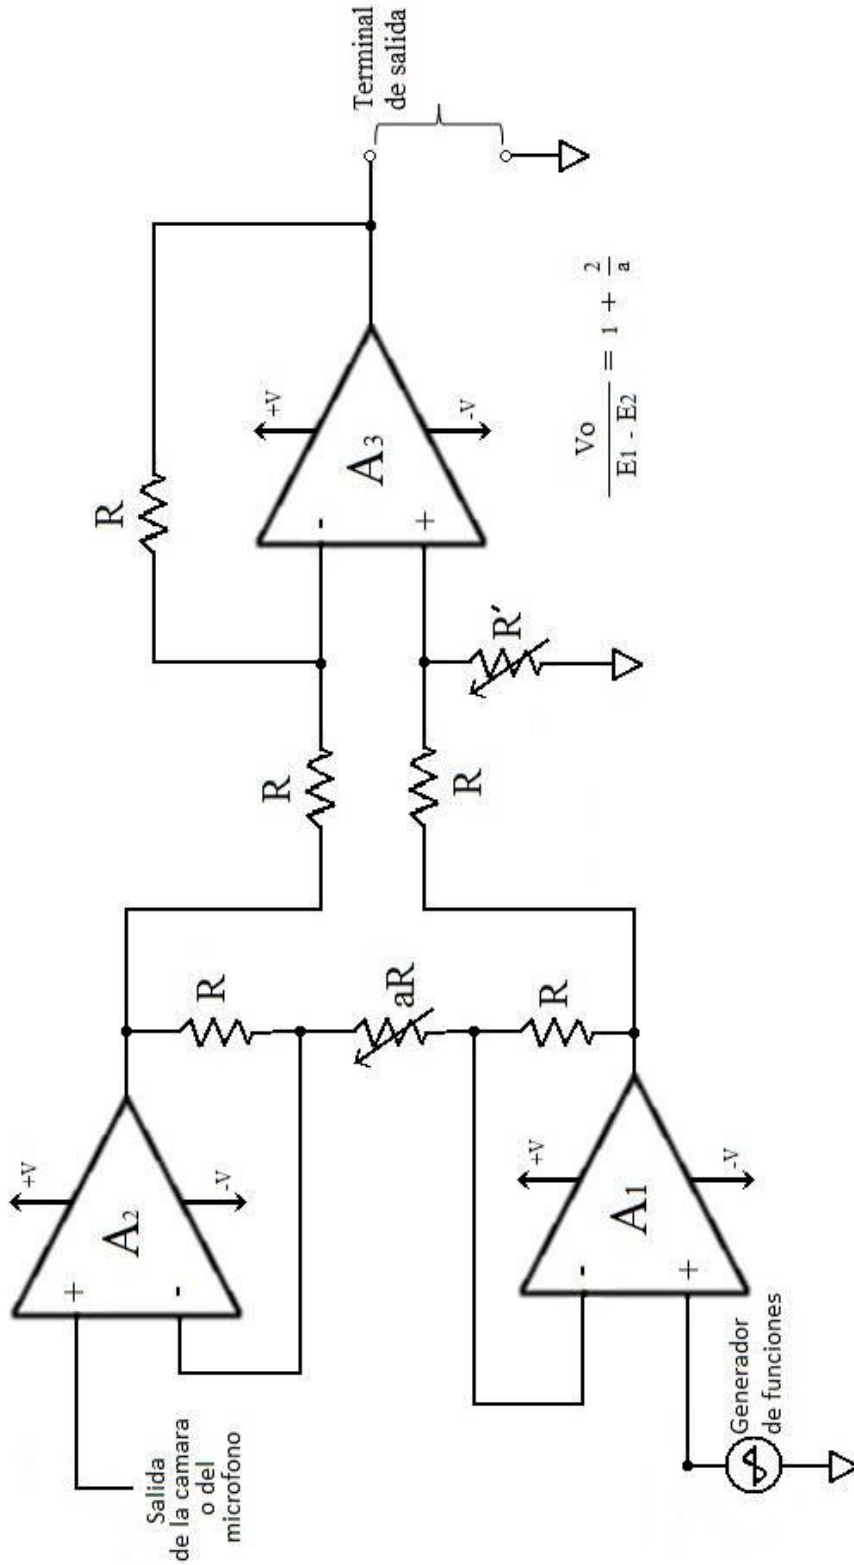 Salida
de la camara
o del
microfono
+
-
A2
+V
-V
R
aR
R
-
+
A1
+V
-V
Generador
de funciones
R
R
R
R'
-
+
A3
+V
-V
Terminal
de salida
Vo
E1 - E2
= 1 +
2
a